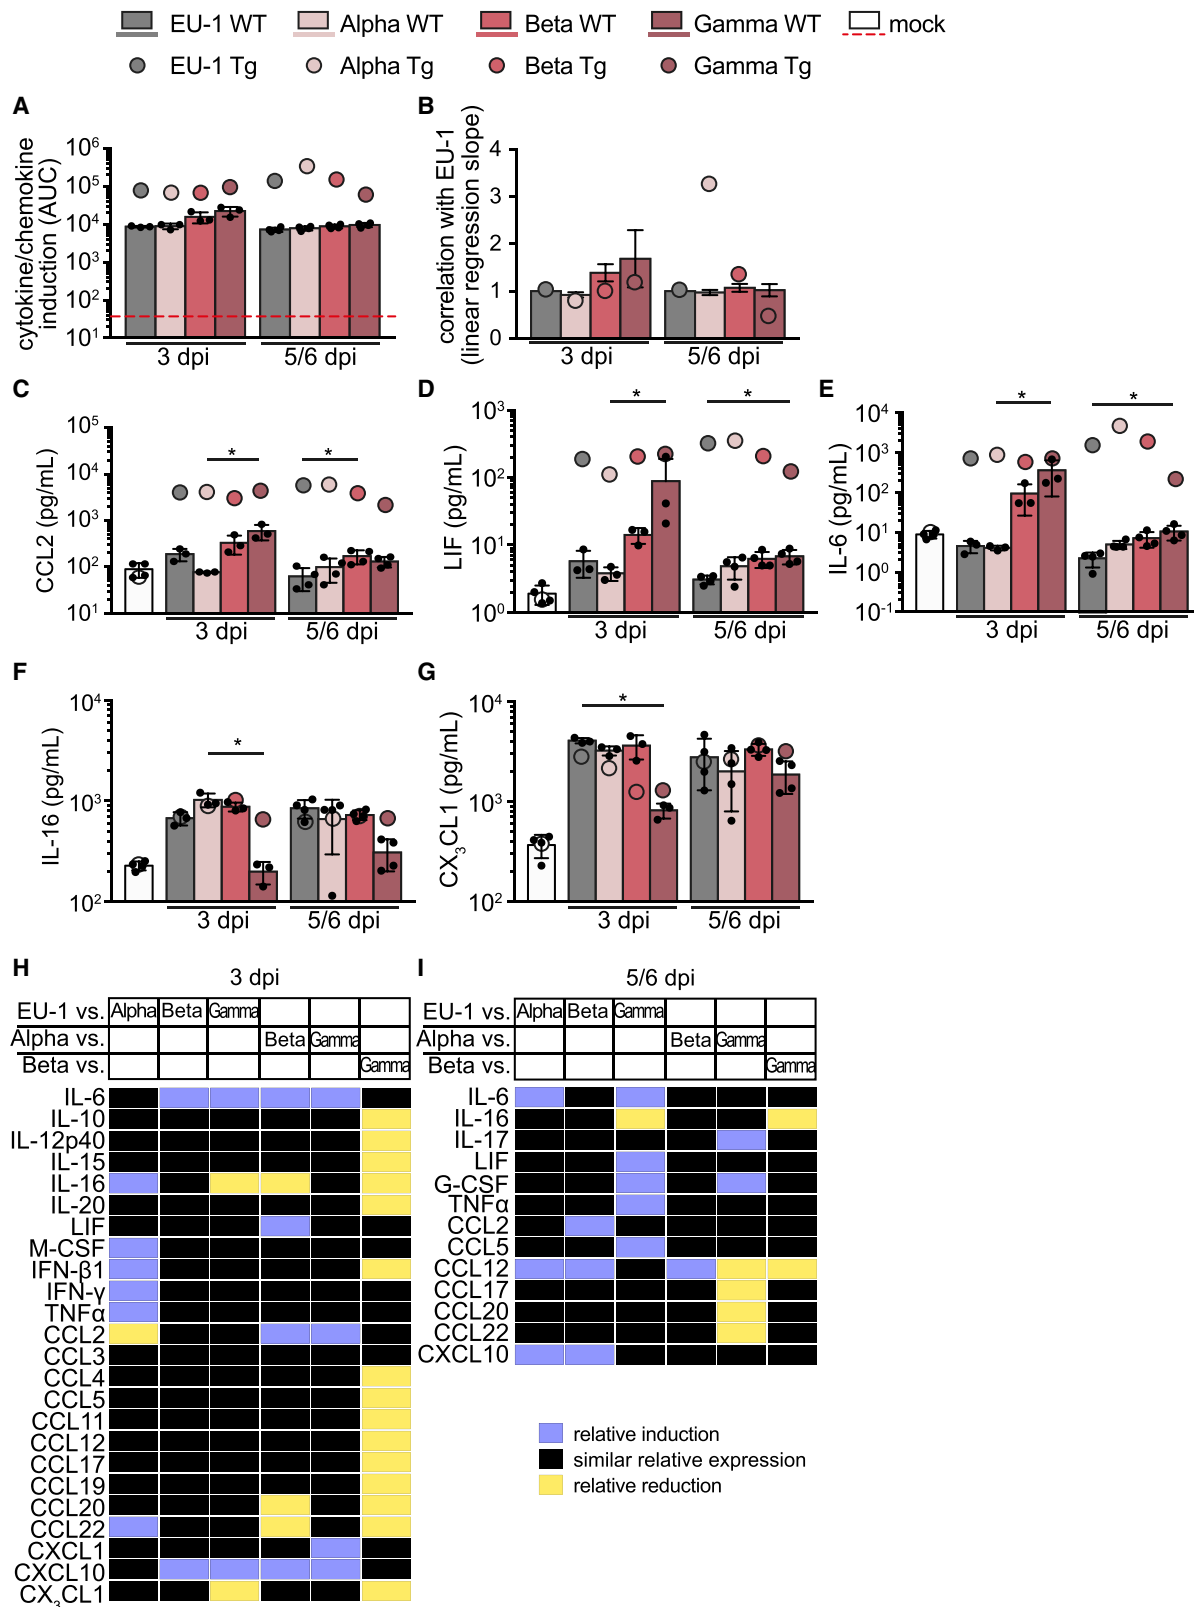 EU-1 WT Alpha WT Beta WT Gamma WT mock
EU-1 Tg Alpha Tg Beta Tg Gamma Tg
A
cytokine/chemokine
induction (AUC)
10^6
10^5
10^4
10^3
10^2
10^1
3 dpi 5/6 dpi
B
correlation with EU-1
(linear regression slope)
4
3
2
1
0
3 dpi 5/6 dpi
C
CCL2 (pg/mL)
10^5
10^4
10^3
10^2
10^1
* *
3 dpi 5/6 dpi
D
LIF (pg/mL)
10^3
10^2
10^1
10^0
* *
3 dpi 5/6 dpi
E
IL-6 (pg/mL)
10^4
10^3
10^2
10^1
10^0
10^-1
* *
3 dpi 5/6 dpi
F
IL-16 (pg/mL)
10^4
10^3
10^2
*
3 dpi 5/6 dpi
G
CX3CL1 (pg/mL)
10^4
10^3
10^2
*
3 dpi 5/6 dpi
H
3 dpi
EU-1 vs. Alpha Beta Gamma
Alpha vs. Beta Gamma
Beta vs. Gamma
IL-6
IL-10
IL-12p40
IL-15
IL-16
IL-20
LIF
M-CSF
IFN-β1
IFN-γ
TNFα
CCL2
CCL3
CCL4
CCL5
CCL11
CCL12
CCL17
CCL19
CCL20
CCL22
CXCL1
CXCL10
CX3CL1
I
5/6 dpi
EU-1 vs. Alpha Beta Gamma
Alpha vs. Beta Gamma
Beta vs. Gamma
IL-6
IL-16
IL-17
LIF
G-CSF
TNFα
CCL2
CCL5
CCL12
CCL17
CCL20
CCL22
CXCL10
relative induction
similar relative expression
relative reduction